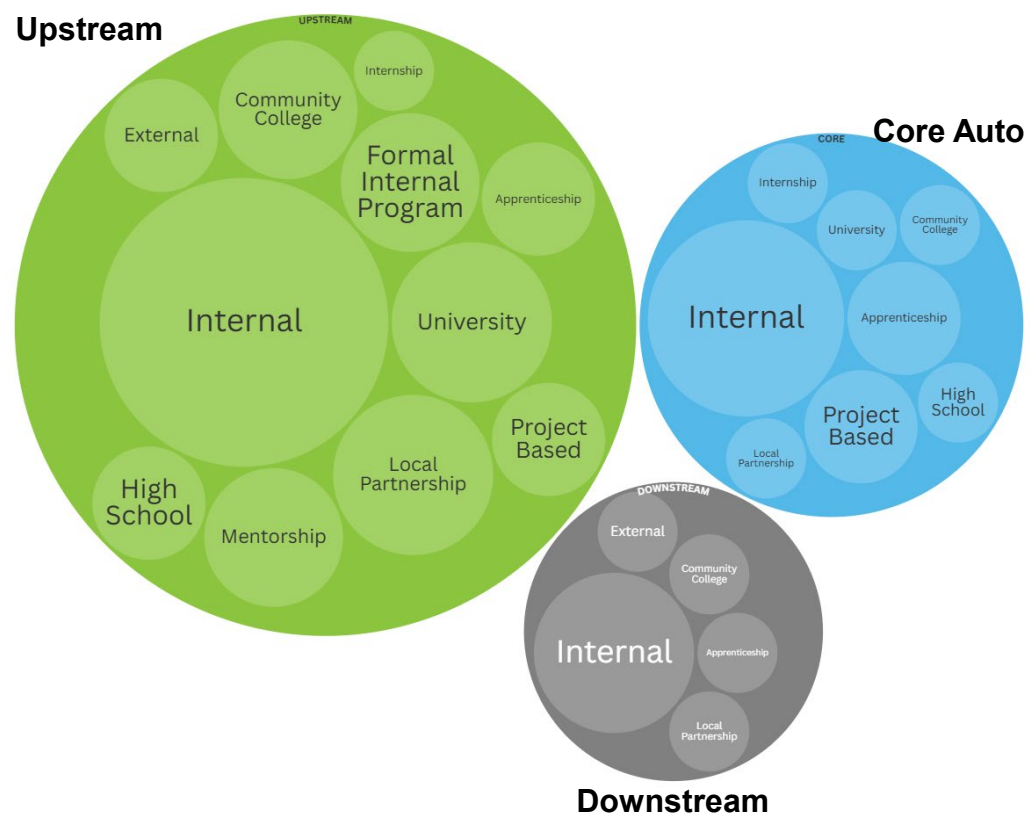 Upstream
UPSTREAM
Internship
Community
College
External
Formal
Internal
Program
Apprenticeship
Internal
University
Project
Based
Local
Partnership
High
School
Mentorship
Core Auto
CORE
Internship
Community
College
University
Internal
Apprenticeship
High
School
Project
Based
Local
Partnership
DOWNSTREAM
External
Community
College
Internal
Apprenticeship
Local
Partnership
Downstream